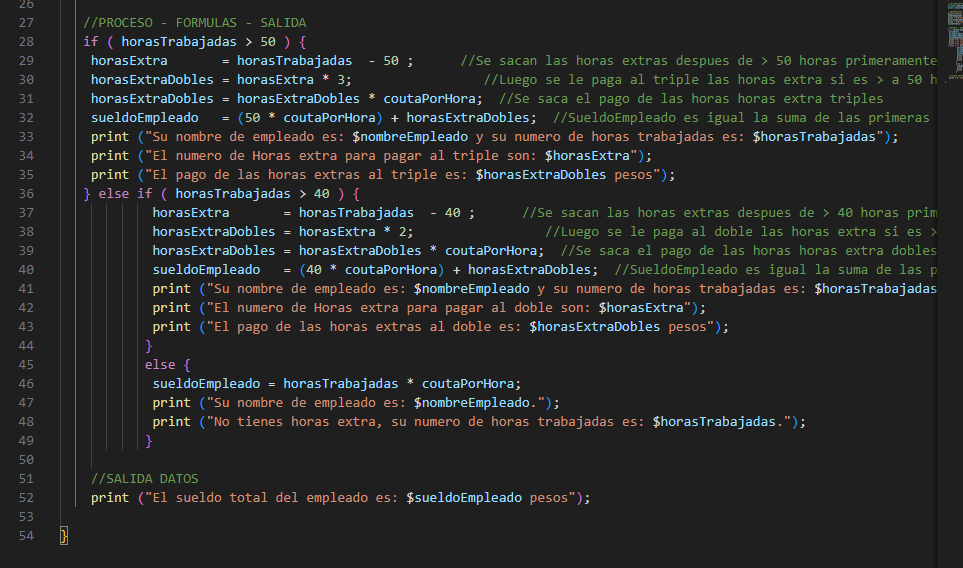 26
27 //PROCESO - FORMULAS - SALIDA
28 if ( horasTrabajadas > 50 ) {
29 horasExtra = horasTrabajadas - 50 ; //Se sacan las horas extras despues de > 50 horas primeramente
30 horasExtraDobles = horasExtra * 3; //Luego se le paga al triple las horas extra si es > a 50 h
31 horasExtraDobles = horasExtraDobles * coutaPorHora; //Se saca el pago de las horas horas extra triples
32 sueldoEmpleado = (50 * coutaPorHora) + horasExtraDobles; //SueldoEmpleado es igual la suma de las primeras
33 print ("Su nombre de empleado es: $nombreEmpleado y su numero de horas trabajadas es: $horasTrabajadas");
34 print ("El numero de Horas extra para pagar al triple son: $horasExtra");
35 print ("El pago de las horas extras al triple es: $horasExtraDobles pesos");
36 } else if ( horasTrabajadas > 40 ) {
37 horasExtra = horasTrabajadas - 40 ; //Se sacan las horas extras despues de > 40 horas prim
38 horasExtraDobles = horasExtra * 2; //Luego se le paga al doble las horas extra si es >
39 horasExtraDobles = horasExtraDobles * coutaPorHora; //Se saca el pago de las horas horas extra dobles
40 sueldoEmpleado = (40 * coutaPorHora) + horasExtraDobles; //SueldoEmpleado es igual la suma de las p
41 print ("Su nombre de empleado es: $nombreEmpleado y su numero de horas trabajadas es: $horasTrabajadas
42 print ("El numero de Horas extra para pagar al doble son: $horasExtra");
43 print ("El pago de las horas extras al doble es: $horasExtraDobles pesos");
44 }
45 else {
46 sueldoEmpleado = horasTrabajadas * coutaPorHora;
47 print ("Su nombre de empleado es: $nombreEmpleado.");
48 print ("No tienes horas extra, su numero de horas trabajadas es: $horasTrabajadas.");
49 }
50
51 //SALIDA DATOS
52 print ("El sueldo total del empleado es: $sueldoEmpleado pesos");
53
54 }